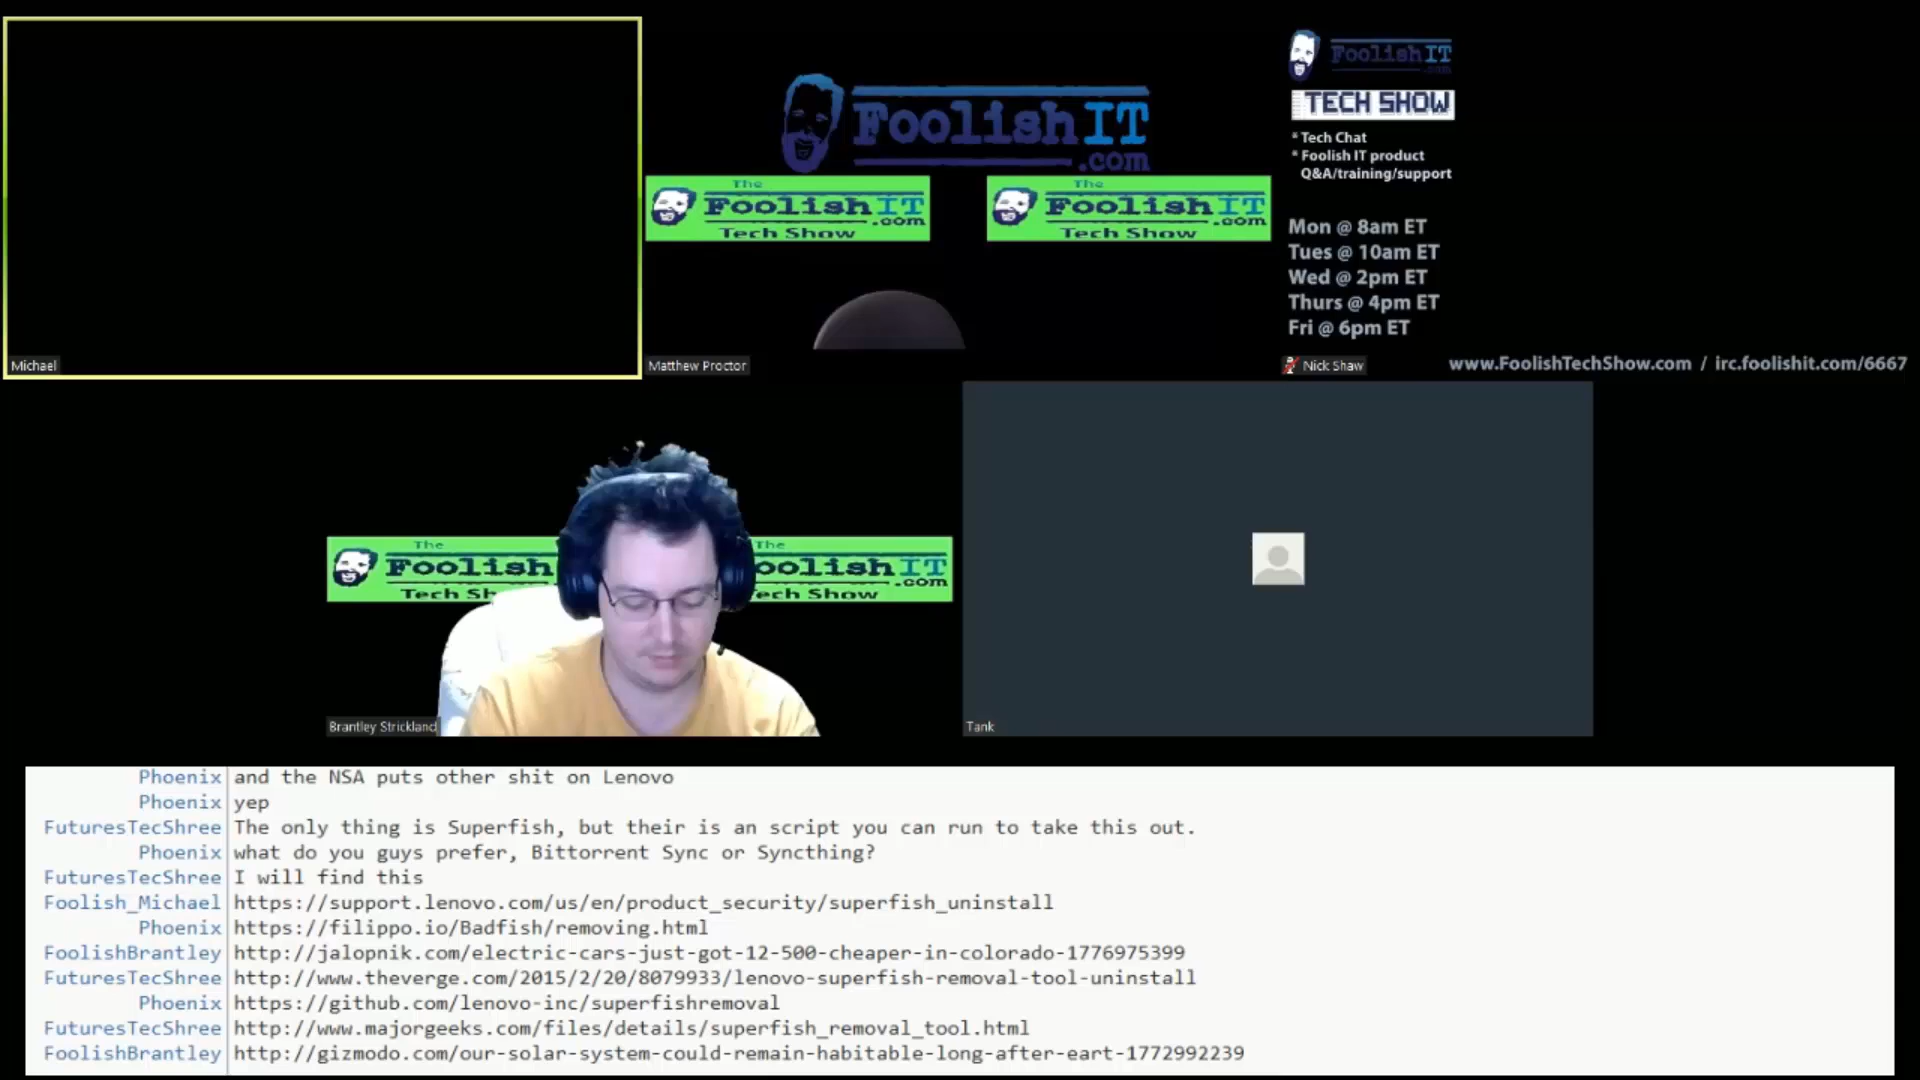 Michael
FoolishIT
.com
The
FoolishIT
.com
Tech Show
The
FoolishIT
.com
Tech Show
Matthew Proctor
FoolishIT
.com
TECH SHOW
* Tech Chat
* Foolish IT product
Q&A/training/support
Mon @ 8am ET
Tues @ 10am ET
Wed @ 2pm ET
Thurs @ 4pm ET
Fri @ 6pm ET
Nick Shaw
www.FoolishTechShow.com / irc.foolishit.com/6667
The
Foolish
Tech Sh
The
oolishIT
.com
ech Show
Brantley Strickland
Tank
Phoenix and the NSA puts other shit on Lenovo
Phoenix yep
FuturesTecShree The only thing is Superfish, but their is an script you can run to take this out.
Phoenix what do you guys prefer, Bittorrent Sync or Syncthing?
FuturesTecShree I will find this
Foolish_Michael https://support.lenovo.com/us/en/product_security/superfish_uninstall
Phoenix https://filippo.io/Badfish/removing.html
FoolishBrantley http://jalopnik.com/electric-cars-just-got-12-500-cheaper-in-colorado-1776975399
FuturesTecShree http://www.theverge.com/2015/2/20/8079933/lenovo-superfish-removal-tool-uninstall
Phoenix https://github.com/lenovo-inc/superfishremoval
FuturesTecShree http://www.majorgeeks.com/files/details/superfish_removal_tool.html
FoolishBrantley http://gizmodo.com/our-solar-system-could-remain-habitable-long-after-eart-1772992239